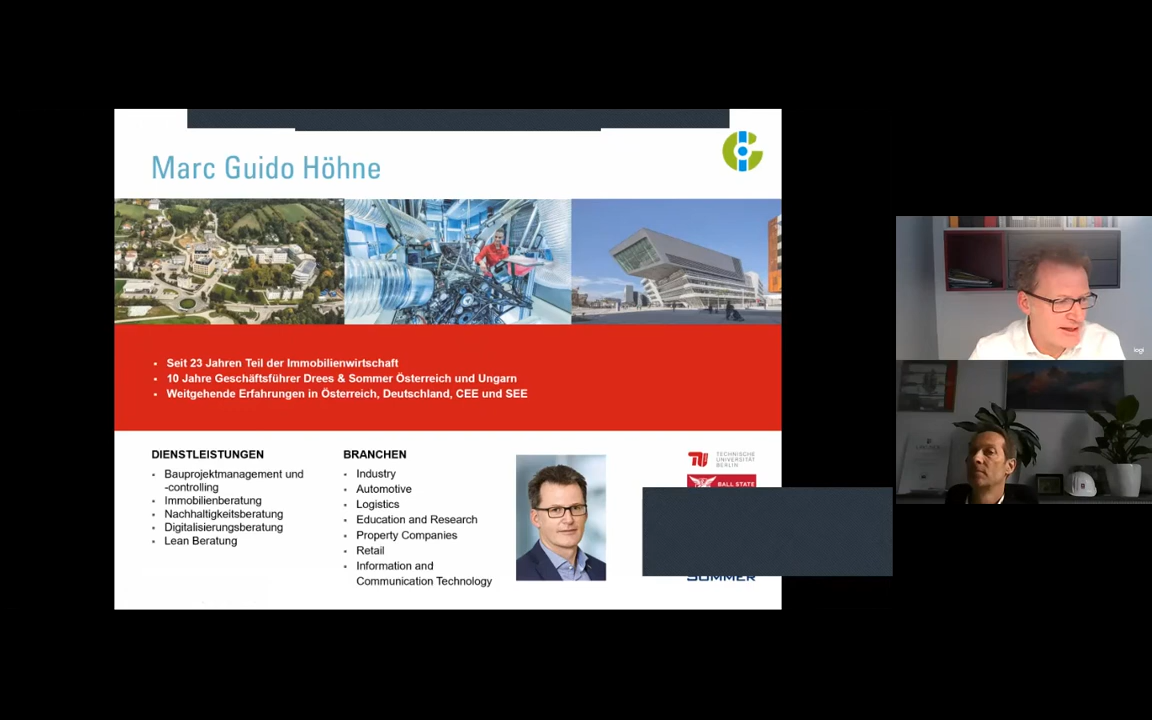 Marc Guido Höhne
Seit 23 Jahren Teil der Immobilienwirtschaft
10 Jahre Geschäftsführer Drees & Sommer Österreich und Ungarn
Weitgehende Erfahrungen in Österreich, Deutschland, CEE und SEE
DIENSTLEISTUNGEN
Bauprojektmanagement und
-controlling
Immobilienberatung
Nachhaltigkeitsberatung
Digitalisierungsberatung
Lean Beratung
BRANCHEN
Industry
Automotive
Logistics
Education and Research
Property Companies
Retail
Information and
Communication Technology
TECHNISCHE
UNIVERSITÄT
BERLIN
BALL STATE
SOMMER
logi